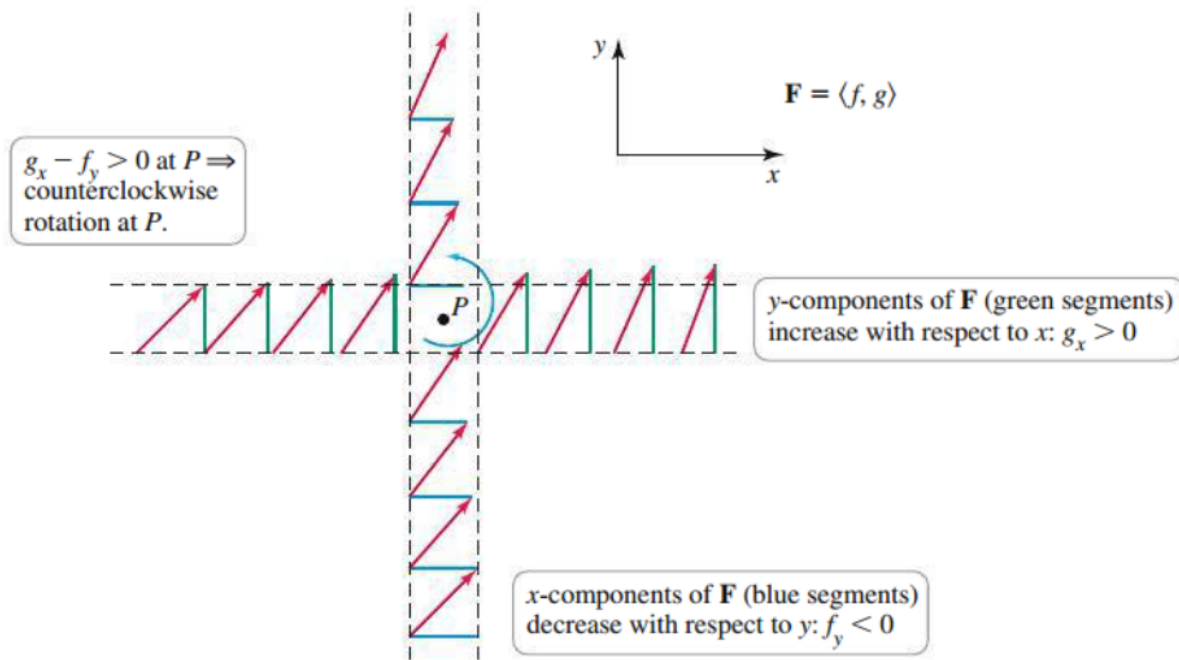 y
F = ⟨f, g⟩
x
g_x − f_y > 0 at P ⇒
counterclockwise
rotation at P.
P
y-components of F (green segments)
increase with respect to x: g_x > 0
x-components of F (blue segments)
decrease with respect to y: f_y < 0